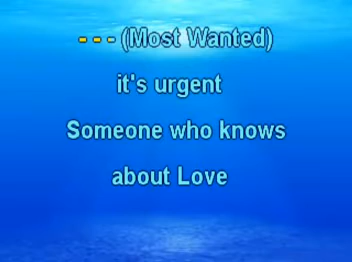 - - - (Most Wanted)
it's urgent
Someone who knows
about Love